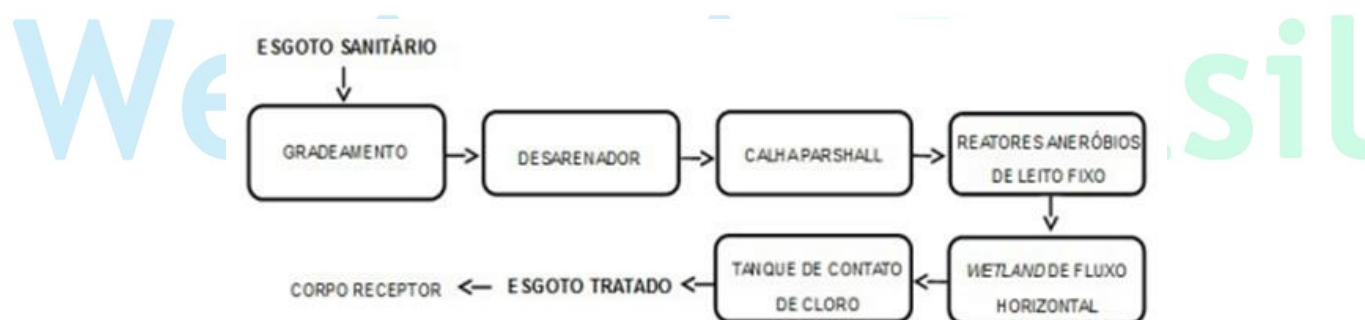 ESGOTO SANITÁRIO
GRADEAMENTO
DESARENADOR
CALHA PARSHALL
REATORES ANERÓBIOS
DE LEITO FIXO
WETLAND DE FLUXO
HORIZONTAL
TANQUE DE CONTATO
DE CLORO
ESGOTO TRATADO
CORPO RECEPTOR